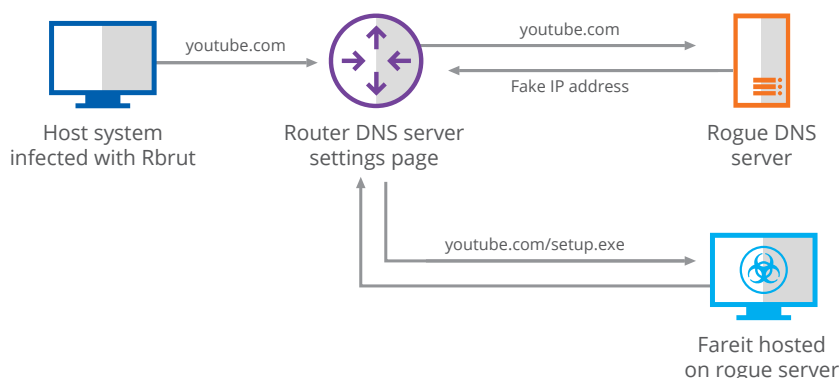 youtube.com
youtube.com
Fake IP address
Host system
infected with Rbrut
Router DNS server
settings page
Rogue DNS
server
youtube.com/setup.exe
Fareit hosted
on rogue server